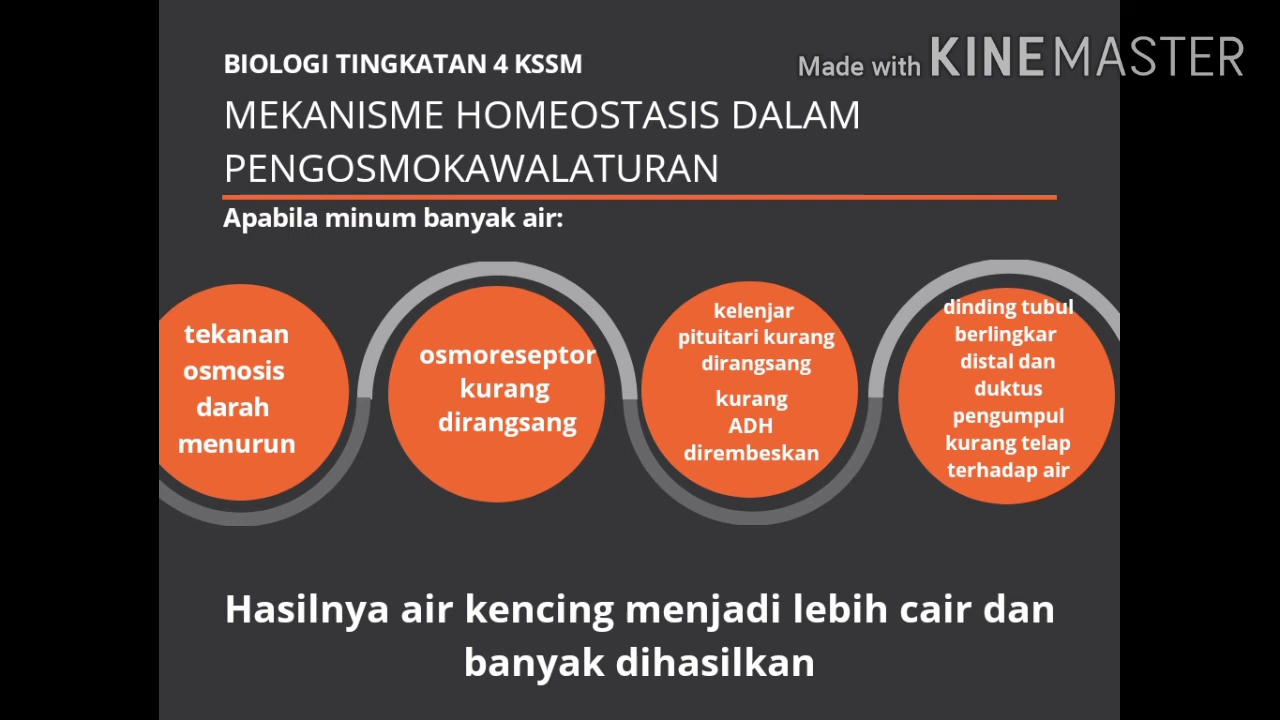 BIOLOGI TINGKATAN 4 KSSM
Made with KINEMASTER
MEKANISME HOMEOSTASIS DALAM
PENGOSMOKAWALATURAN
Apabila minum banyak air:
tekanan
osmosis
darah
menurun
osmoreseptor
kurang
dirangsang
kelenjar
pituitari kurang
dirangsang
kurang
ADH
dirembeskan
dinding tubul
berlingkar
distal dan
duktus
pengumpul
kurang telap
terhadap air
Hasilnya air kencing menjadi lebih cair dan
banyak dihasilkan